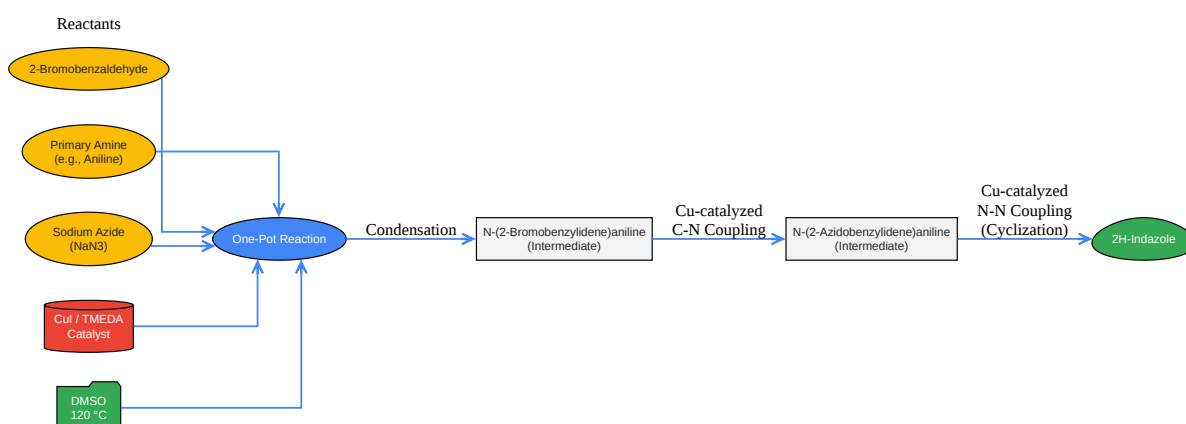 Reactants
2-Bromobenzaldehyde
Primary Amine
(e.g., Aniline)
Sodium Azide
(NaN3)
CuI / TMEDA
Catalyst
DMSO
120 °C
One-Pot Reaction
Condensation
N-(2-Bromobenzylidene)aniline
(Intermediate)
Cu-catalyzed
C-N Coupling
N-(2-Azidobenzylidene)aniline
(Intermediate)
Cu-catalyzed
N-N Coupling
(Cyclization)
2H-Indazole